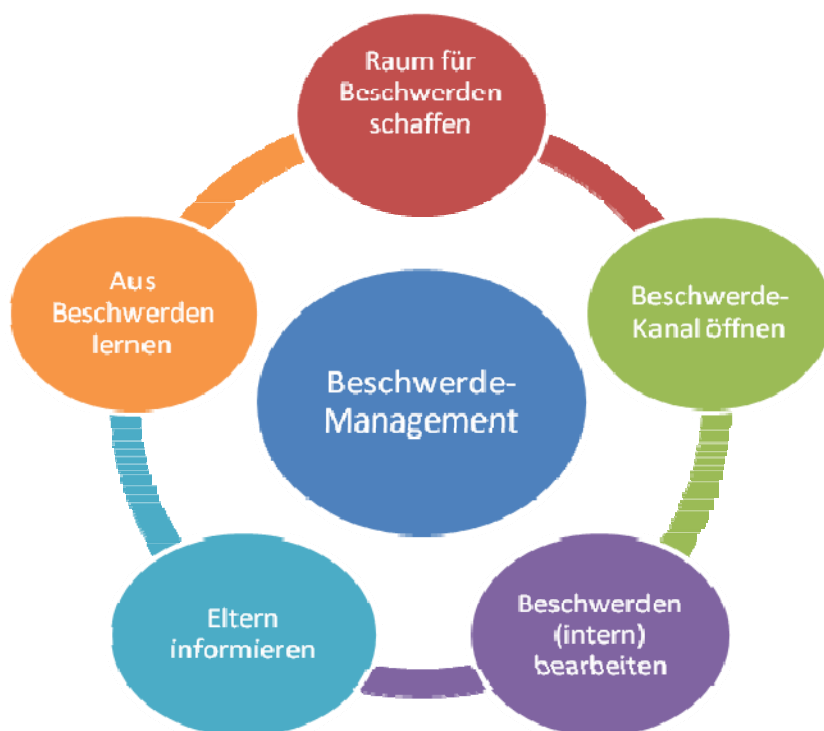 Raum für
Beschwerden
schaffen
Beschwerde-
Kanal öffnen
Beschwerden
(intern)
bearbeiten
Eltern
informieren
Aus
Beschwerden
lernen
Beschwerde-
Management